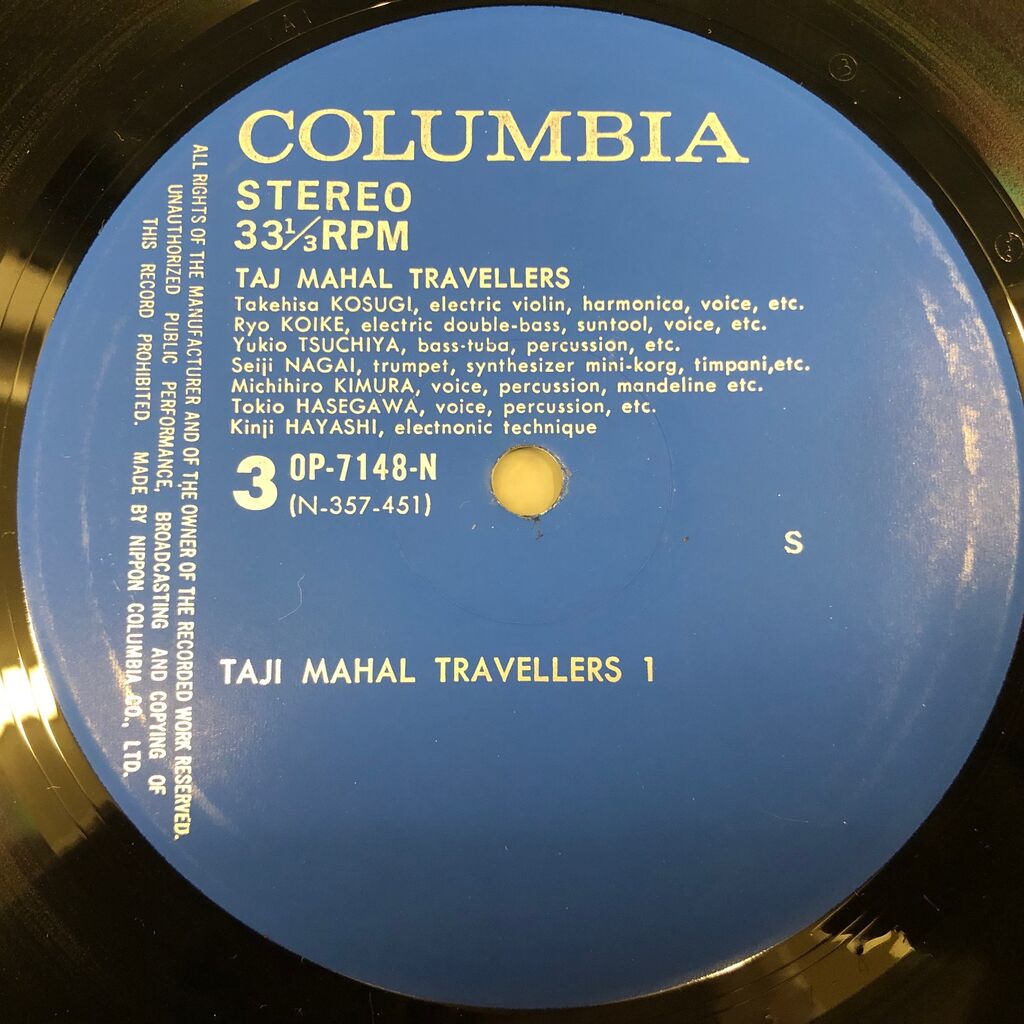 COLUMBIA
STEREO
33⅓RPM
TAJ MAHAL TRAVELLERS
Takehisa KOSUGI, electric violin, harmonica, voice, etc.
Ryo KOIKE, electric double-bass, suntool, voice, etc.
Yukio TSUCHIYA, bass-tuba, percussion, etc.
Seiji NAGAI, trumpet, synthesizer mini-korg, timpani,etc.
Michihiro KIMURA, voice, percussion, mandeline etc.
Tokio HASEGAWA, voice, percussion, etc.
Kinji HAYASHI, electnonic technique
3 OP-7148-N
(N-357-451)
S
TAJI MAHAL TRAVELLERS 1
ALL RIGHTS OF THE MANUFACTURER AND OF THE OWNER OF THE RECORDED WORK RESERVED.
UNAUTHORIZED PUBLIC PERFORMANCE, BROADCASTING AND COPYING OF
THIS RECORD PROHIBITED. MADE BY NIPPON COLUMBIA CO., LTD.